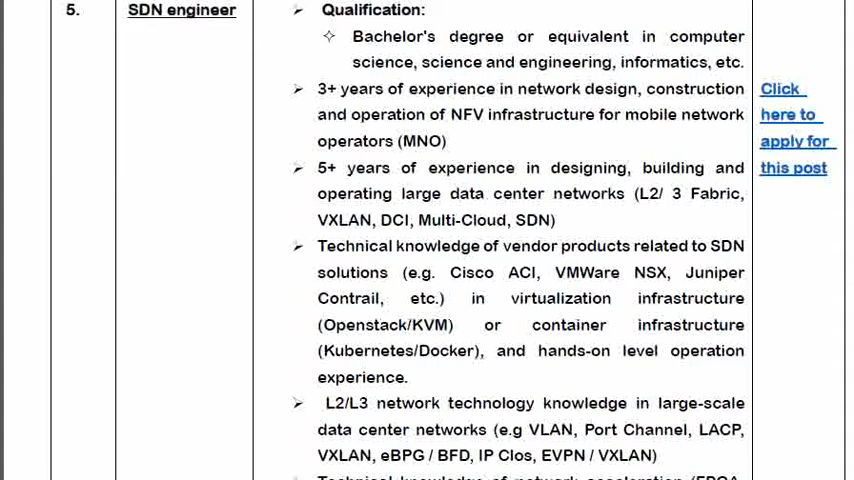 5.
SDN engineer
➢ Qualification:
✧ Bachelor's degree or equivalent in computer
science, science and engineering, informatics, etc.
➢ 3+ years of experience in network design, construction
and operation of NFV infrastructure for mobile network
operators (MNO)
➢ 5+ years of experience in designing, building and
operating large data center networks (L2/ 3 Fabric,
VXLAN, DCI, Multi-Cloud, SDN)
➢ Technical knowledge of vendor products related to SDN
solutions (e.g. Cisco ACI, VMWare NSX, Juniper
Contrail, etc.) in virtualization infrastructure
(Openstack/KVM) or container infrastructure
(Kubernetes/Docker), and hands-on level operation
experience.
➢ L2/L3 network technology knowledge in large-scale
data center networks (e.g VLAN, Port Channel, LACP,
VXLAN, eBPG / BFD, IP Clos, EVPN / VXLAN)
Technical knowledge of network acceleration (FPGA,
Click
here to
apply for
this post